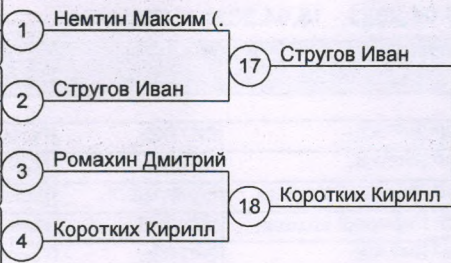 1 Немтин Максим (.
17 Стругов Иван
2 Стругов Иван
3 Ромахин Дмитрий
18 Коротких Кирилл
4 Коротких Кирилл